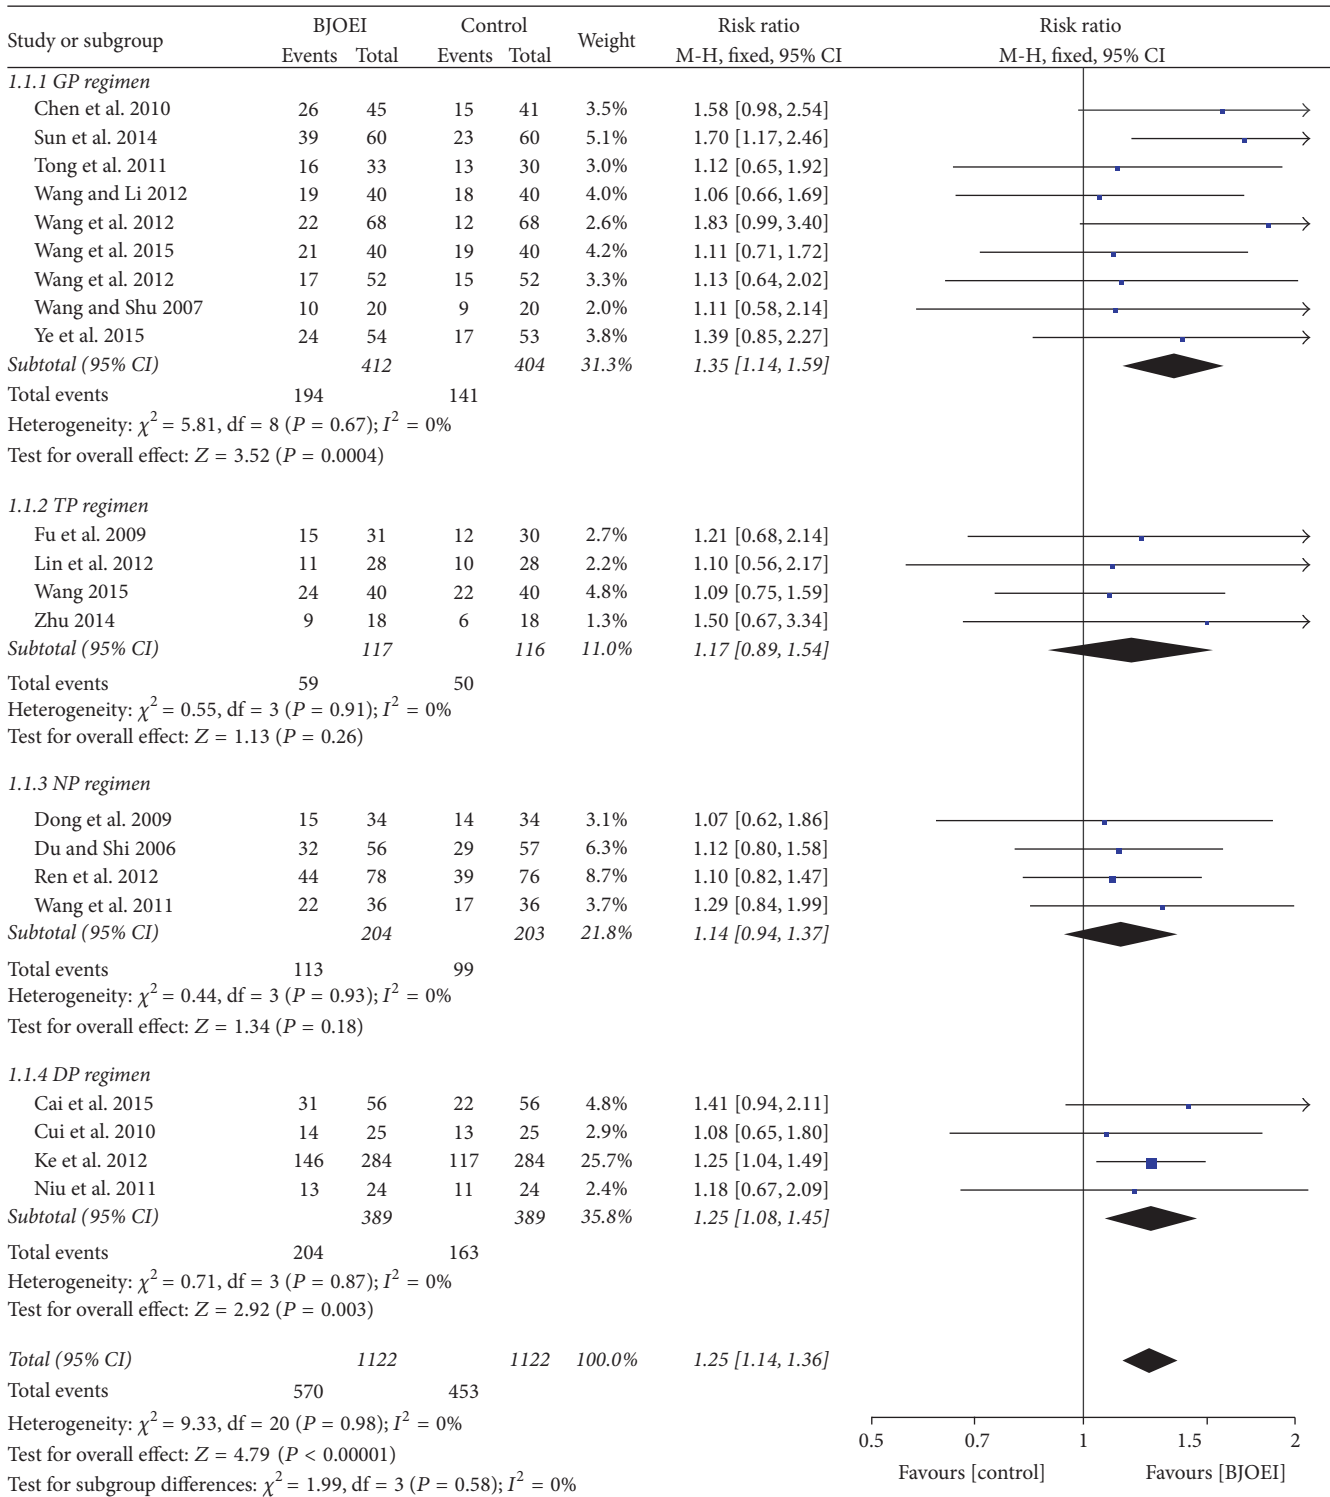 Study or subgroup BJOEI Control Weight Risk ratio Risk ratio
Events Total Events Total M-H, fixed, 95% CI M-H, fixed, 95% CI
1.1.1 GP regimen
Chen et al. 2010 26 45 15 41 3.5% 1.58 [0.98, 2.54]
Sun et al. 2014 39 60 23 60 5.1% 1.70 [1.17, 2.46]
Tong et al. 2011 16 33 13 30 3.0% 1.12 [0.65, 1.92]
Wang and Li 2012 19 40 18 40 4.0% 1.06 [0.66, 1.69]
Wang et al. 2012 22 68 12 68 2.6% 1.83 [0.99, 3.40]
Wang et al. 2015 21 40 19 40 4.2% 1.11 [0.71, 1.72]
Wang et al. 2012 17 52 15 52 3.3% 1.13 [0.64, 2.02]
Wang and Shu 2007 10 20 9 20 2.0% 1.11 [0.58, 2.14]
Ye et al. 2015 24 54 17 53 3.8% 1.39 [0.85, 2.27]
Subtotal (95% CI) 412 404 31.3% 1.35 [1.14, 1.59]
Total events 194 141
Heterogeneity: χ² = 5.81, df = 8 (P = 0.67); I² = 0%
Test for overall effect: Z = 3.52 (P = 0.0004)
1.1.2 TP regimen
Fu et al. 2009 15 31 12 30 2.7% 1.21 [0.68, 2.14]
Lin et al. 2012 11 28 10 28 2.2% 1.10 [0.56, 2.17]
Wang 2015 24 40 22 40 4.8% 1.09 [0.75, 1.59]
Zhu 2014 9 18 6 18 1.3% 1.50 [0.67, 3.34]
Subtotal (95% CI) 117 116 11.0% 1.17 [0.89, 1.54]
Total events 59 50
Heterogeneity: χ² = 0.55, df = 3 (P = 0.91); I² = 0%
Test for overall effect: Z = 1.13 (P = 0.26)
1.1.3 NP regimen
Dong et al. 2009 15 34 14 34 3.1% 1.07 [0.62, 1.86]
Du and Shi 2006 32 56 29 57 6.3% 1.12 [0.80, 1.58]
Ren et al. 2012 44 78 39 76 8.7% 1.10 [0.82, 1.47]
Wang et al. 2011 22 36 17 36 3.7% 1.29 [0.84, 1.99]
Subtotal (95% CI) 204 203 21.8% 1.14 [0.94, 1.37]
Total events 113 99
Heterogeneity: χ² = 0.44, df = 3 (P = 0.93); I² = 0%
Test for overall effect: Z = 1.34 (P = 0.18)
1.1.4 DP regimen
Cai et al. 2015 31 56 22 56 4.8% 1.41 [0.94, 2.11]
Cui et al. 2010 14 25 13 25 2.9% 1.08 [0.65, 1.80]
Ke et al. 2012 146 284 117 284 25.7% 1.25 [1.04, 1.49]
Niu et al. 2011 13 24 11 24 2.4% 1.18 [0.67, 2.09]
Subtotal (95% CI) 389 389 35.8% 1.25 [1.08, 1.45]
Total events 204 163
Heterogeneity: χ² = 0.71, df = 3 (P = 0.87); I² = 0%
Test for overall effect: Z = 2.92 (P = 0.003)
Total (95% CI) 1122 1122 100.0% 1.25 [1.14, 1.36]
Total events 570 453
Heterogeneity: χ² = 9.33, df = 20 (P = 0.98); I² = 0%
Test for overall effect: Z = 4.79 (P < 0.00001)
Test for subgroup differences: χ² = 1.99, df = 3 (P = 0.58); I² = 0%
0.5 0.7 1 1.5 2
Favours [control] Favours [BJOEI]